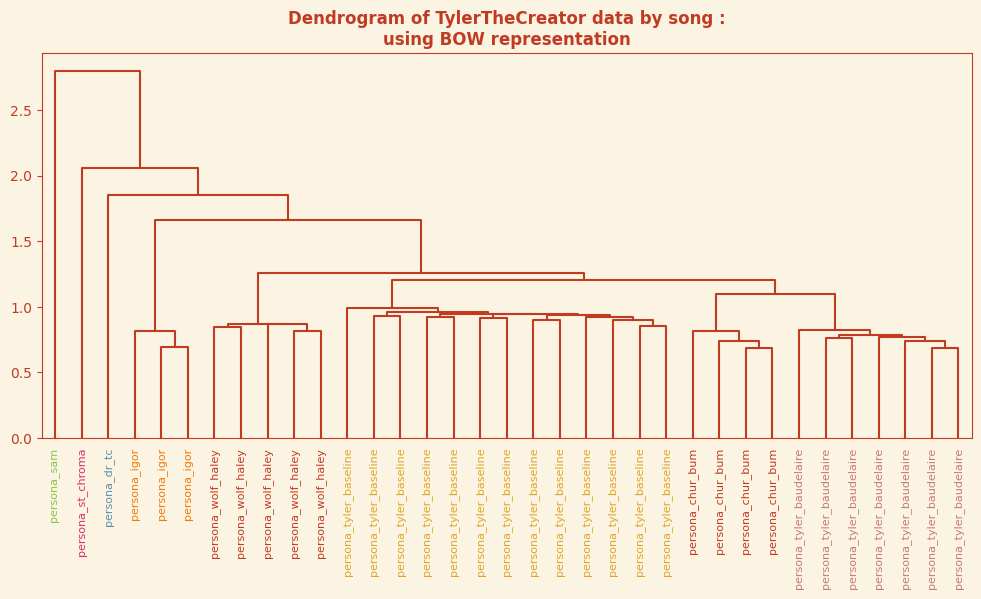 Dendrogram of TylerTheCreator data by song :
using BOW representation
2.5
2.0
1.5
1.0
0.5
0.0
persona_sam
persona_st_chroma
persona_dr_tc
persona_igor
persona_igor
persona_igor
persona_wolf_haley
persona_wolf_haley
persona_wolf_haley
persona_wolf_haley
persona_wolf_haley
persona_tyler_baseline
persona_tyler_baseline
persona_tyler_baseline
persona_tyler_baseline
persona_tyler_baseline
persona_tyler_baseline
persona_tyler_baseline
persona_tyler_baseline
persona_tyler_baseline
persona_tyler_baseline
persona_tyler_baseline
persona_tyler_baseline
persona_tyler_baseline
persona_chur_bum
persona_chur_bum
persona_chur_bum
persona_chur_bum
persona_tyler_baudelaire
persona_tyler_baudelaire
persona_tyler_baudelaire
persona_tyler_baudelaire
persona_tyler_baudelaire
persona_tyler_baudelaire
persona_tyler_baudelaire